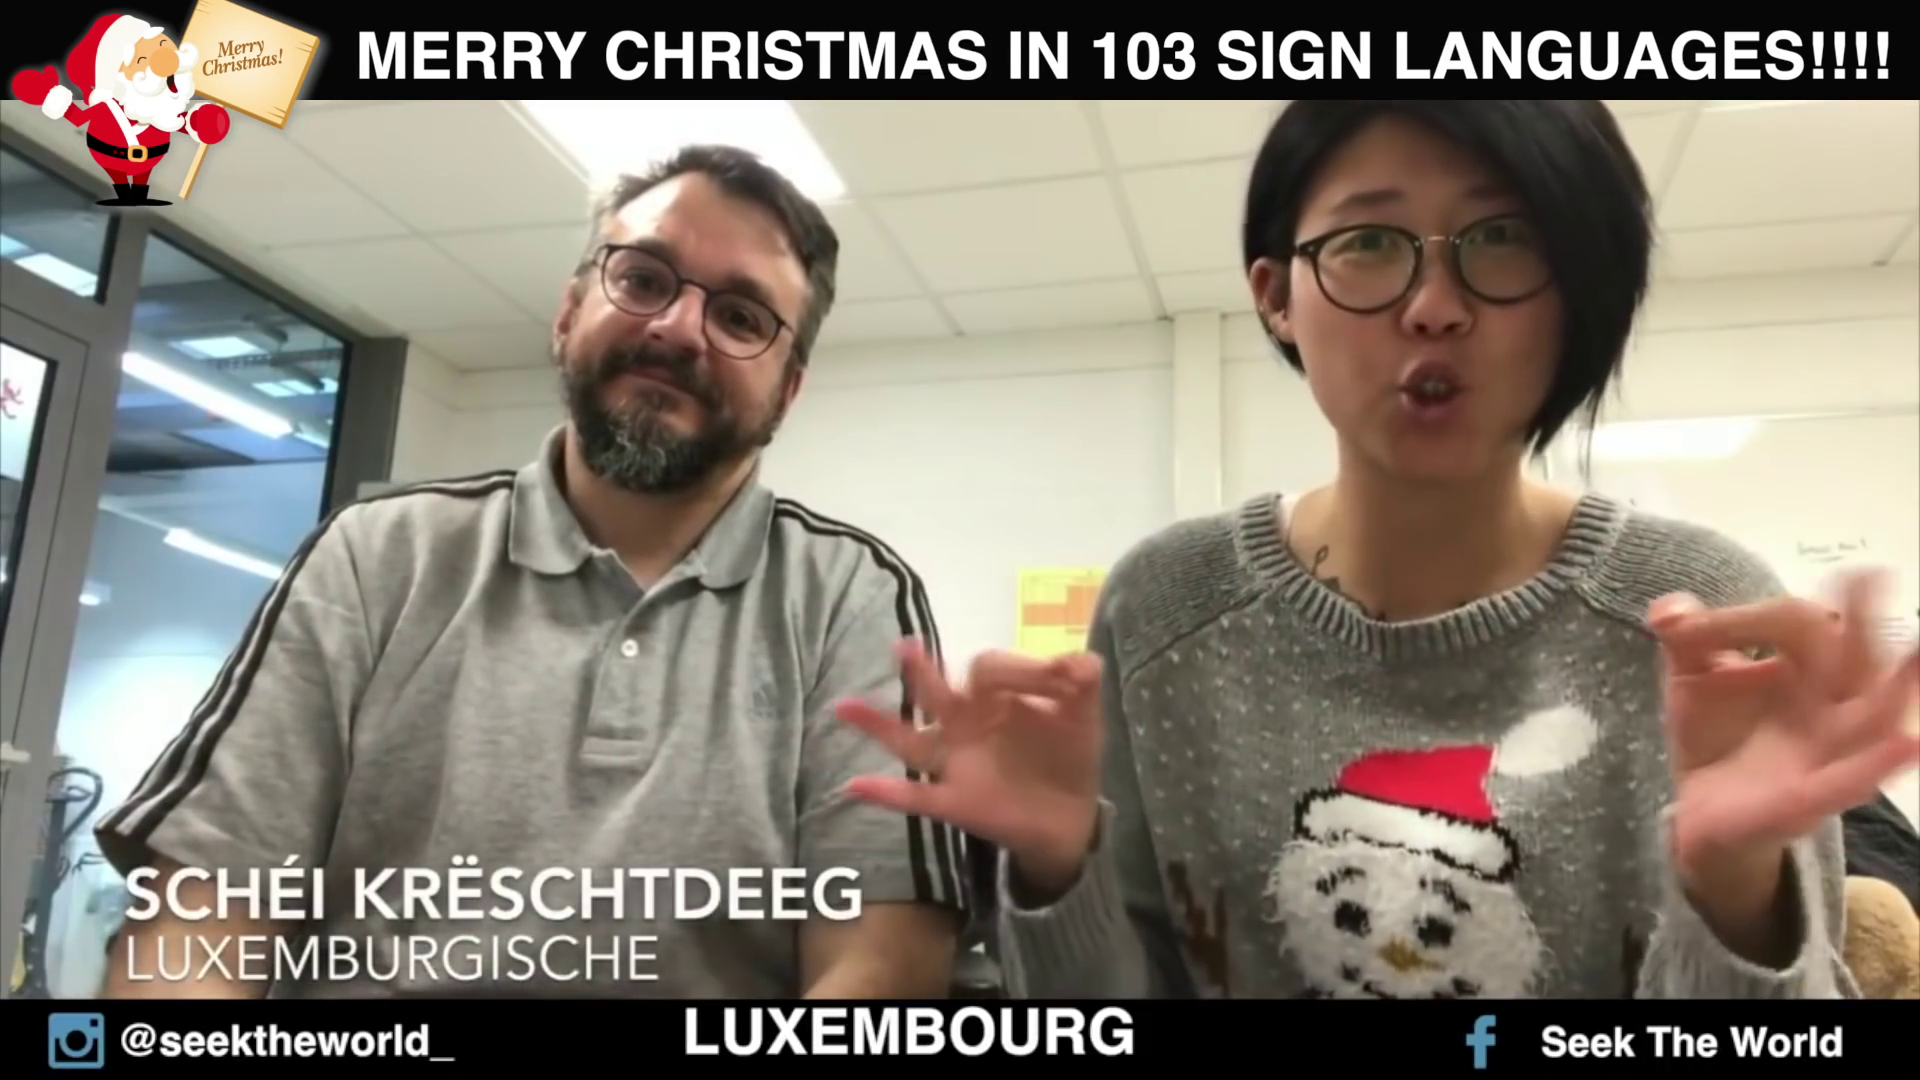 Merry
Christmas!
MERRY CHRISTMAS IN 103 SIGN LANGUAGES!!!!
SCHÉI KRËSCHTDEEG
LUXEMBURGISCHE
@seektheworld_
LUXEMBOURG
Seek The World